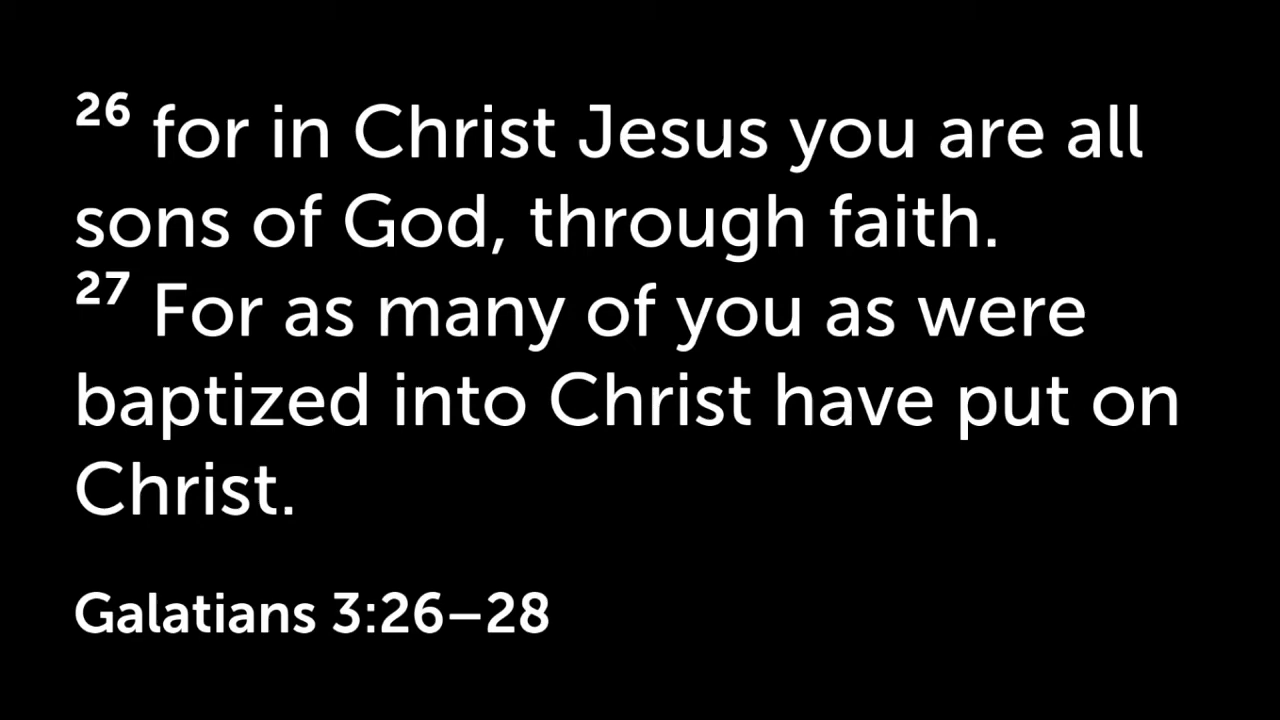 26 for in Christ Jesus you are all
sons of God, through faith.
27 For as many of you as were
baptized into Christ have put on
Christ.
Galatians 3:26–28